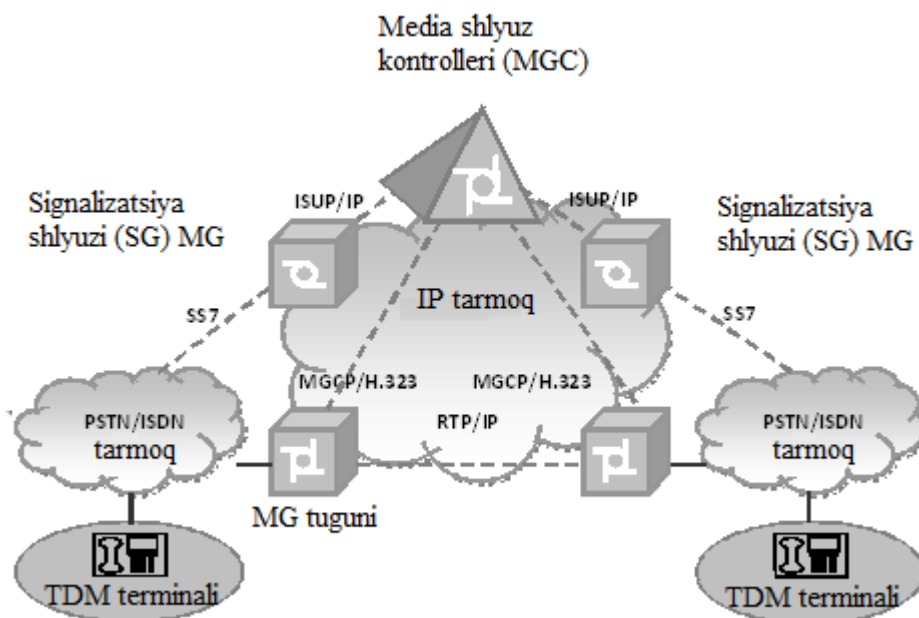 Media shlyuz
kontrolleri (MGC)
Signalizatsiya
shlyuzi (SG) MG
ISUP/IP
ISUP/IP
Signalizatsiya
shlyuzi (SG) MG
IP tarmoq
SS7
SS7
MGCP/H.323
MGCP/H.323
PSTN/ISDN
tarmoq
RTP/IP
PSTN/ISDN
tarmoq
MG tuguni
TDM terminali
TDM terminali